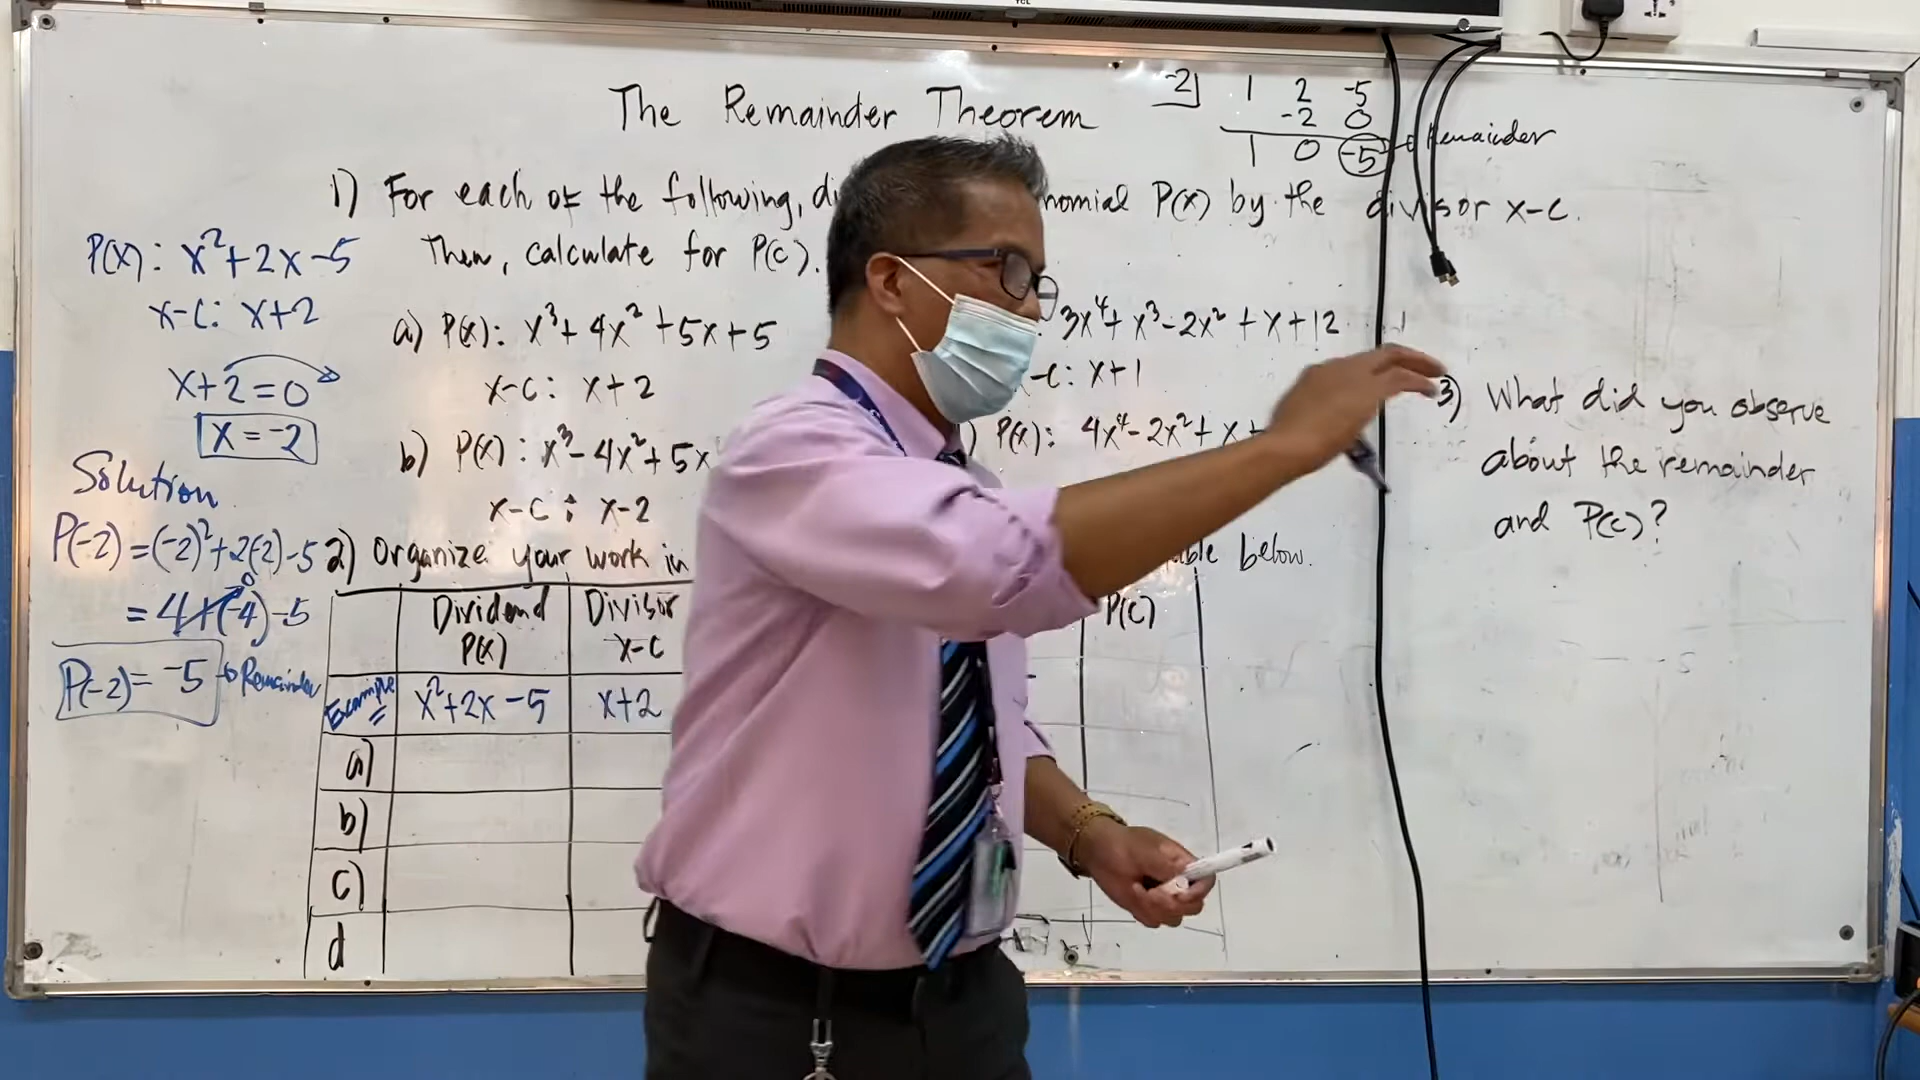 The Remainder Theorem
-2 1 2 -5
-2 0
1 0 -5 → Remainder
1) For each of the following, nomial P(x) by the divisor x-c.
Then, calculate for P(c).
P(x): x²+2x-5
x-c: x+2
x+2=0
x=-2
Solution
P(-2)=(-2)²+2(-2)-5
=4+(-4)-5
0
P(-2)= -5 → Remainder
a) P(x): x³+4x²+5x+5
x-c: x+2
b) P(x): x³-4x²+5x
x-c: x-2
3x⁴+x³-2x²+x+12
-c: x+1
) P(x): 4x⁴-2x²+x+
2) Organize your work in below.
Dividend Divisor P(c)
P(x) x-c
Example x²+2x-5 x+2
a)
b)
c)
d
3) What did you observe
about the remainder
and P(c)?